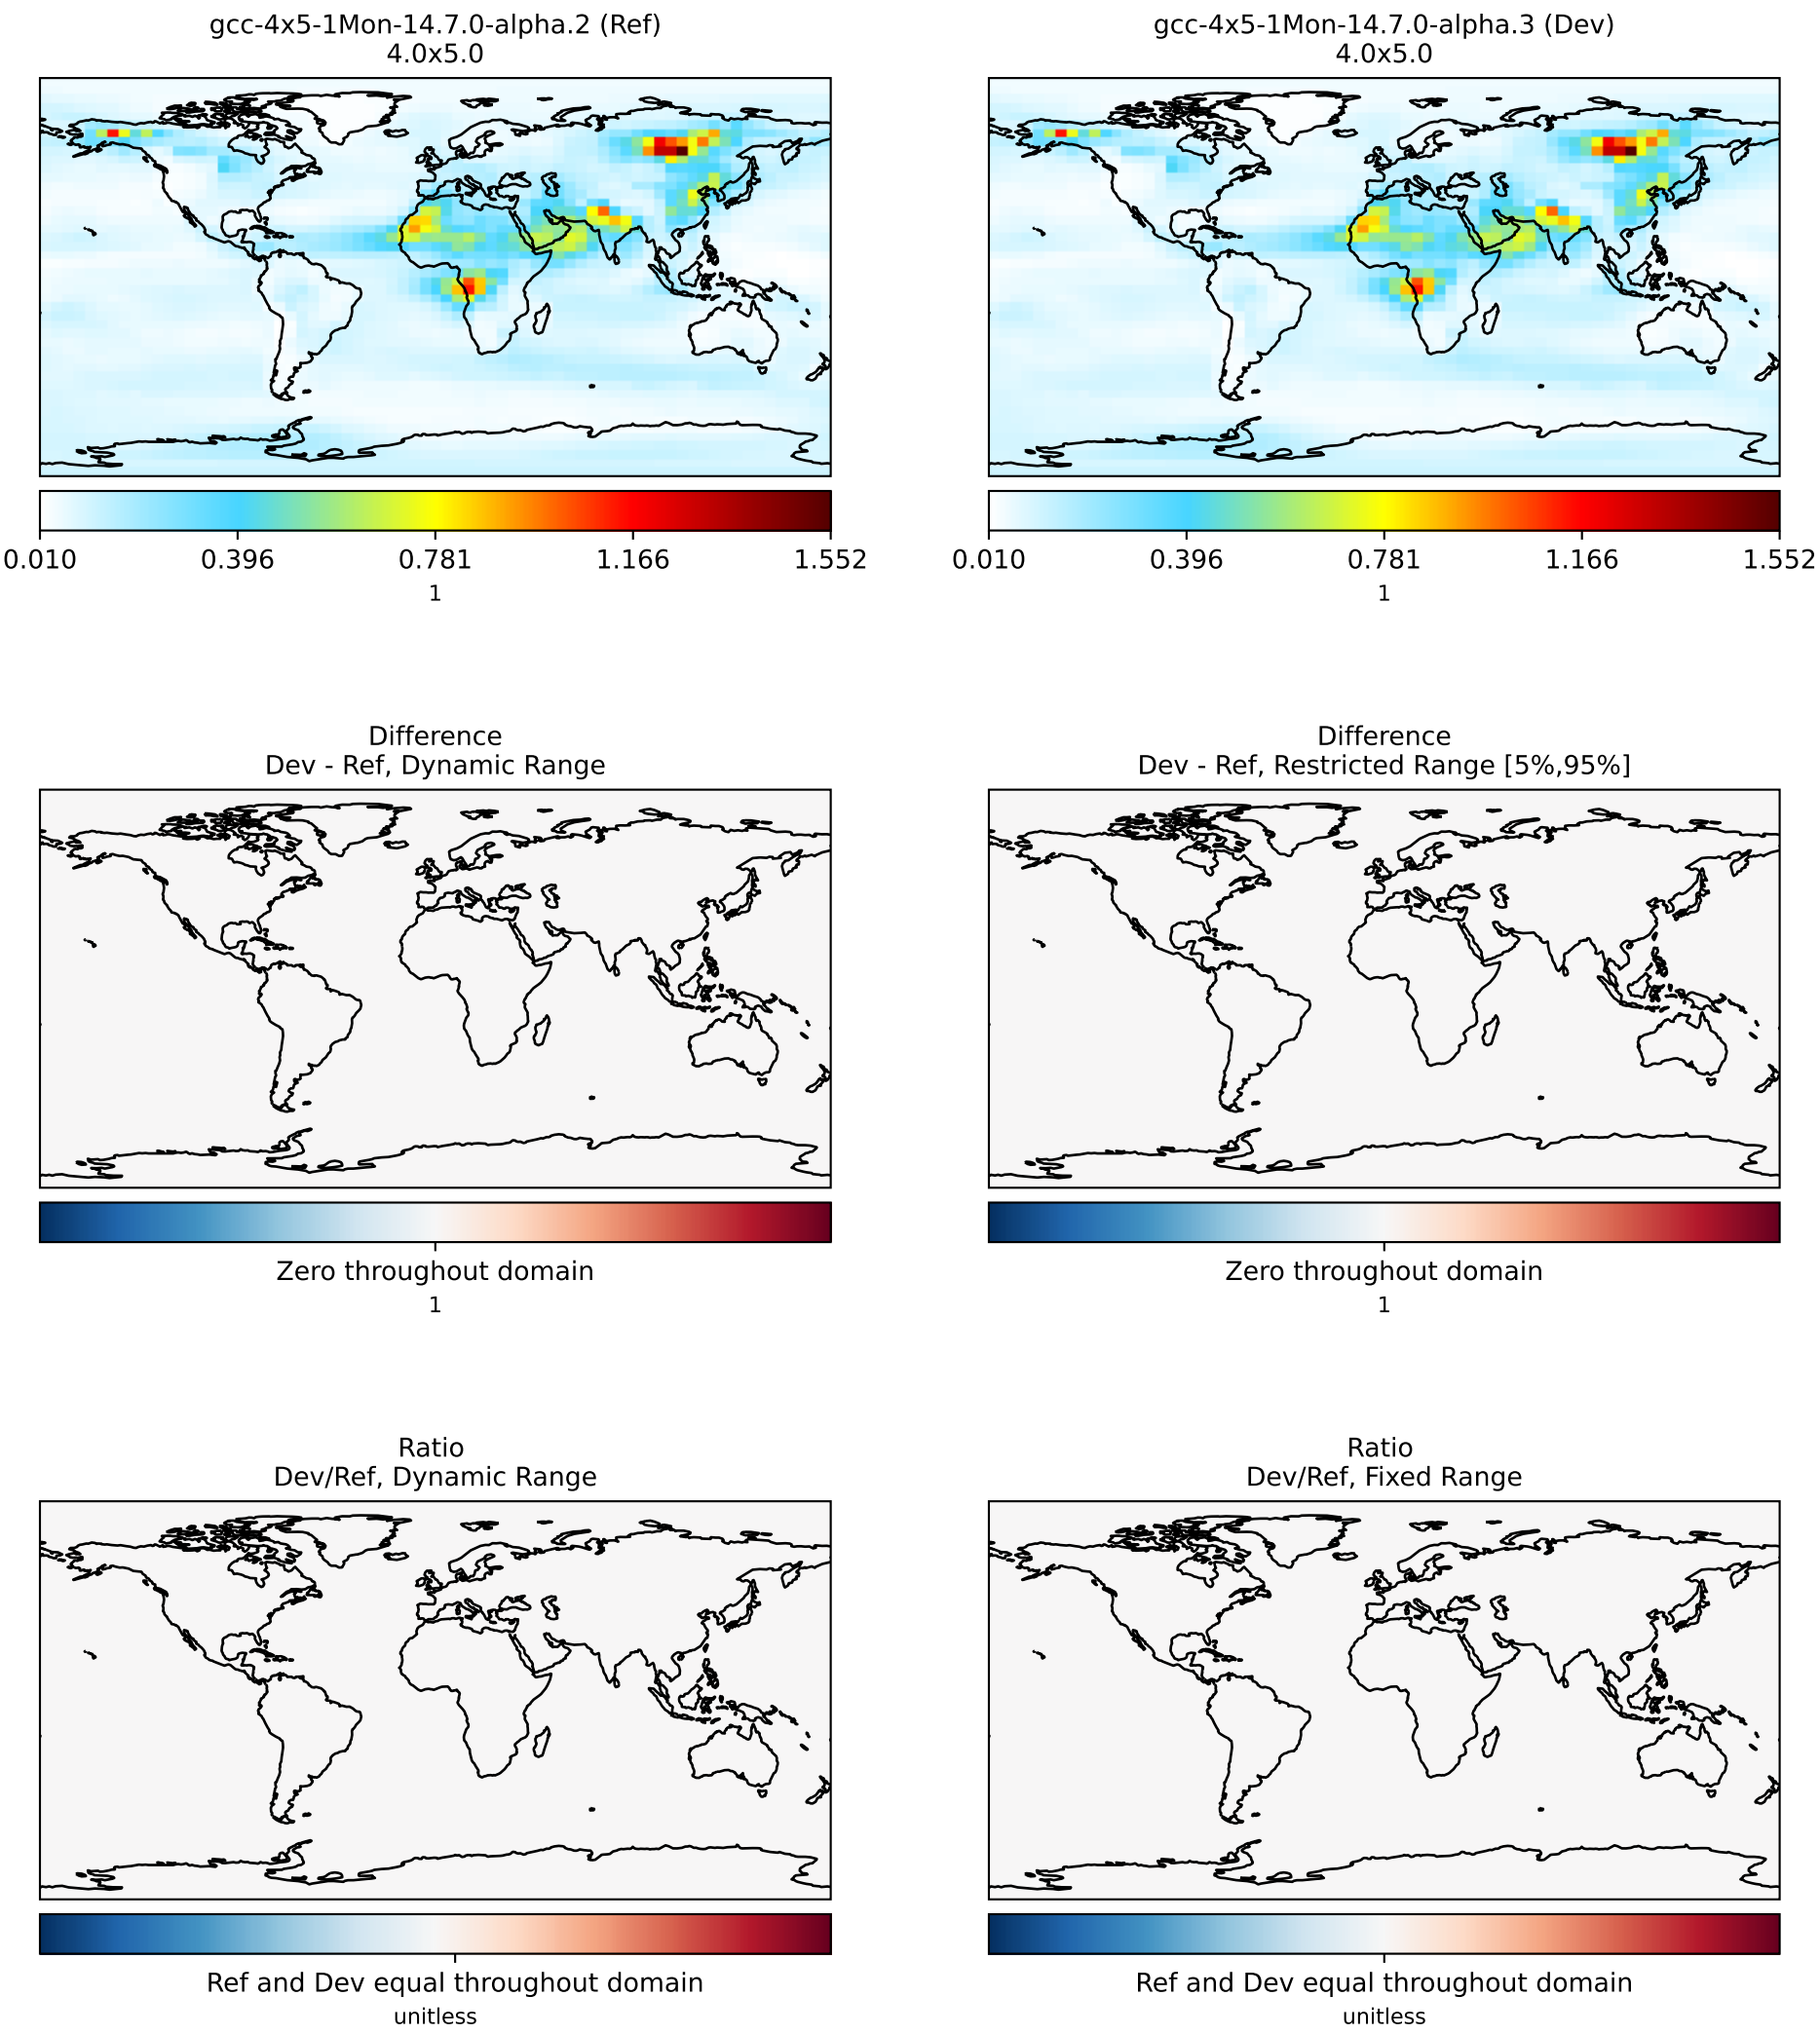 gcc-4x5-1Mon-14.7.0-alpha.2 (Ref)
4.0x5.0
gcc-4x5-1Mon-14.7.0-alpha.3 (Dev)
4.0x5.0
0.010 0.396 0.781 1.166 1.552
1
0.010 0.396 0.781 1.166 1.552
1
Difference
Dev - Ref, Dynamic Range
Difference
Dev - Ref, Restricted Range [5%,95%]
Zero throughout domain
1
Zero throughout domain
1
Ratio
Dev/Ref, Dynamic Range
Ratio
Dev/Ref, Fixed Range
Ref and Dev equal throughout domain
unitless
Ref and Dev equal throughout domain
unitless